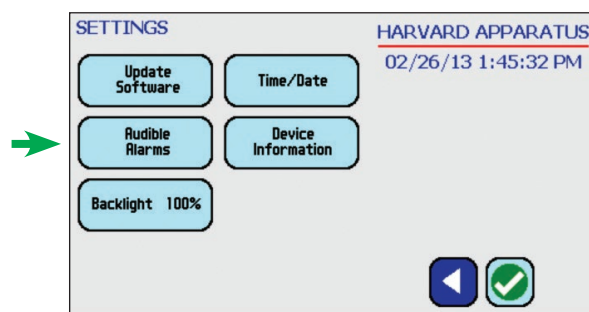 SETTINGS
HARVARD APPARATUS
02/26/13 1:45:32 PM
Update
Software
Time/Date
Audible
Alarms
Device
Information
Backlight 100%